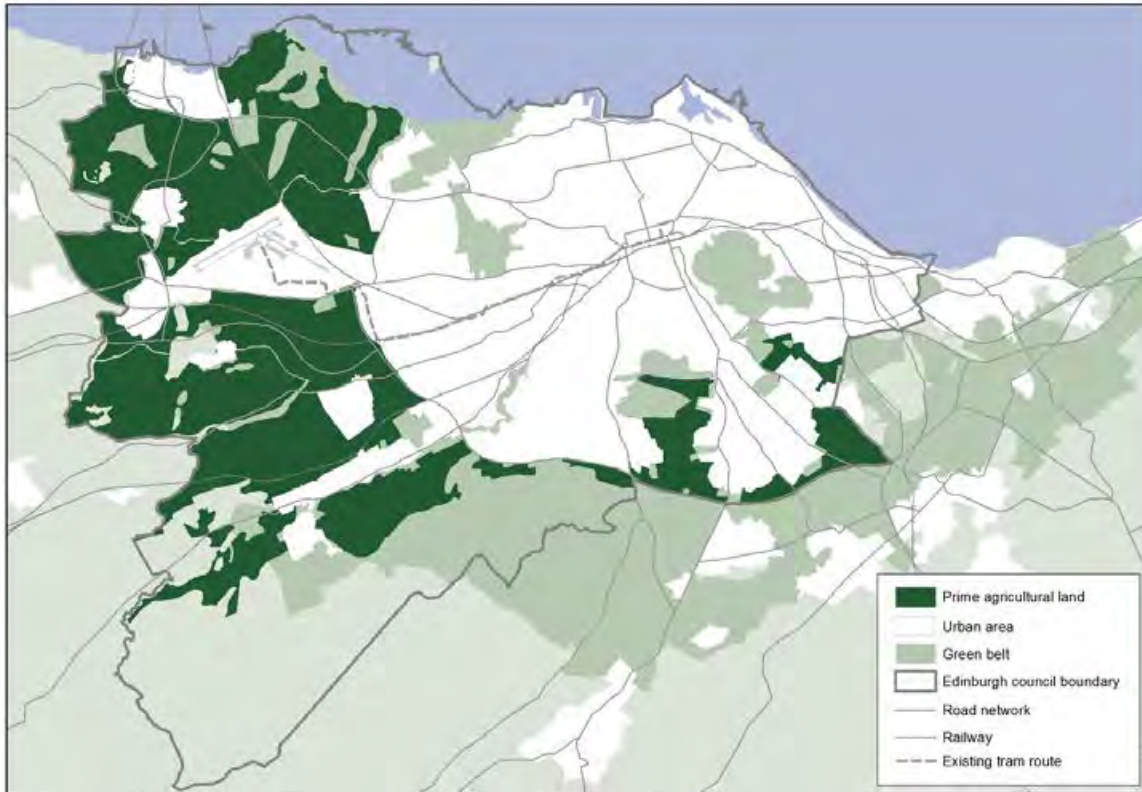 Prime agricultural land
Urban area
Green belt
Edinburgh council boundary
Road network
Railway
Existing tram route